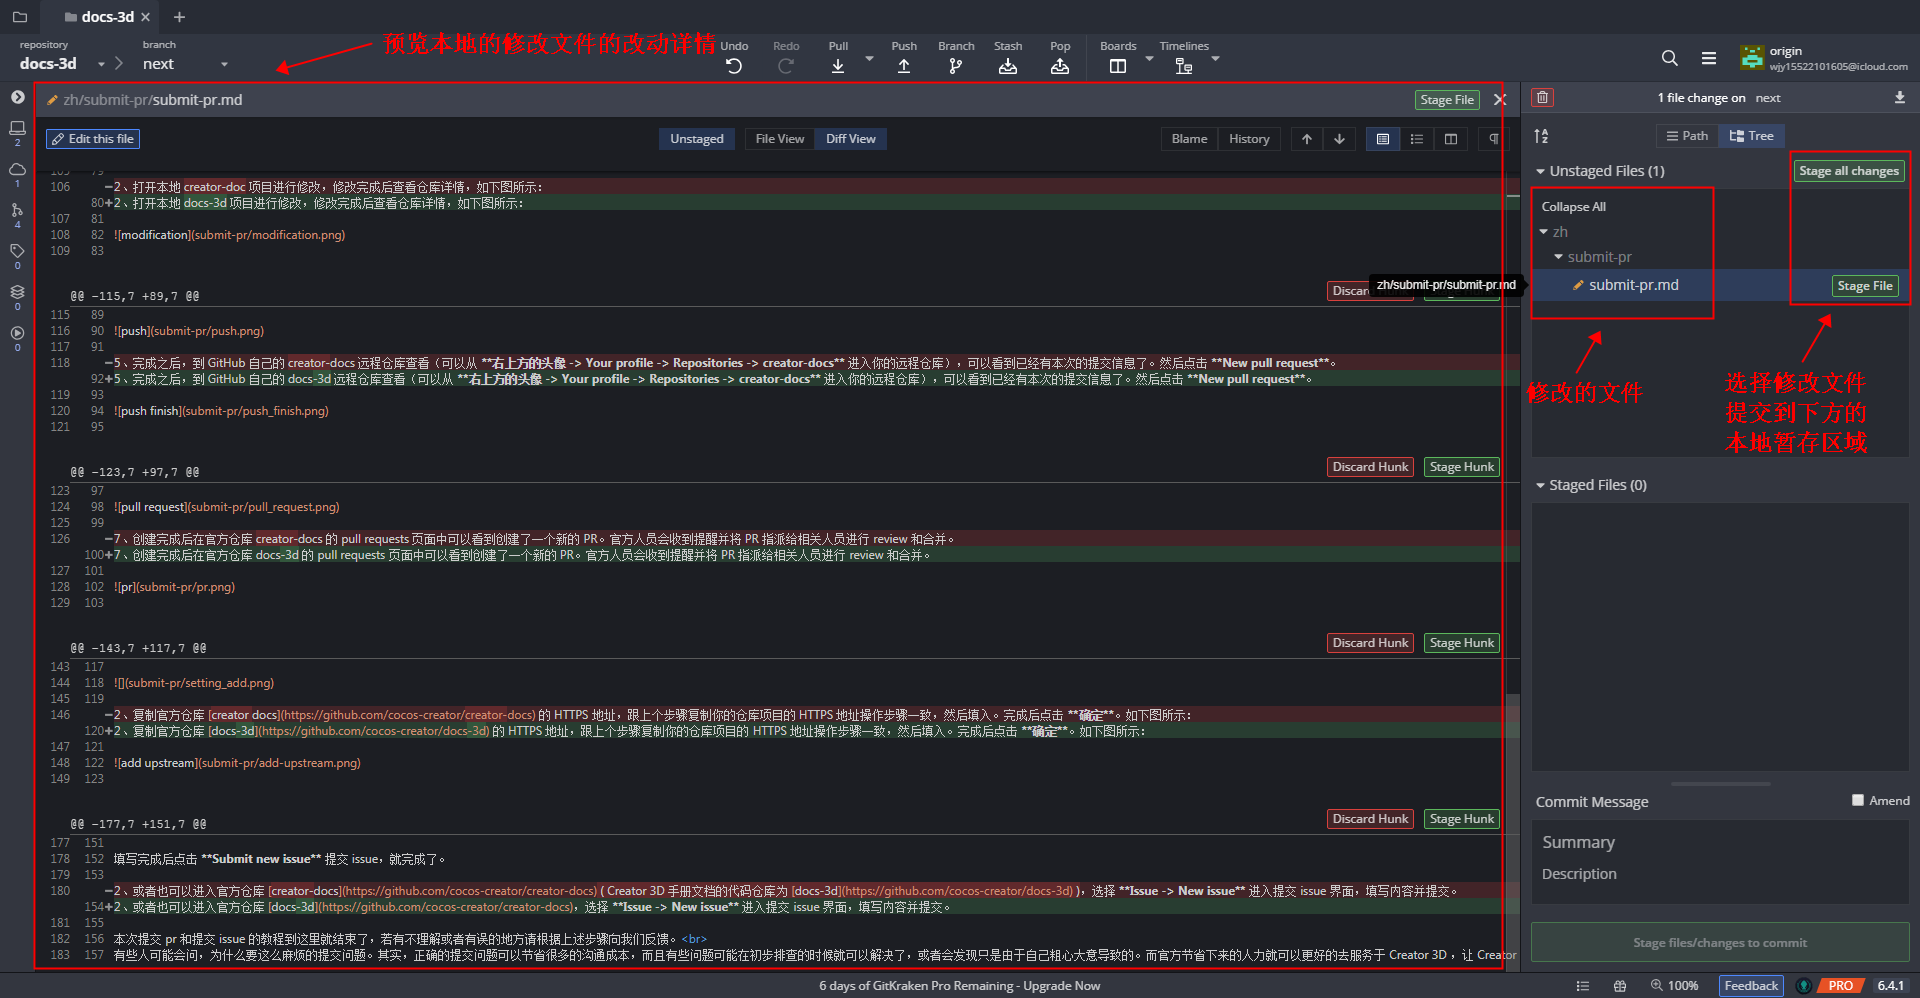 docs-3d
repository
docs-3d
branch
next
预览本地的修改文件的改动详情
Undo
Redo
Pull
Push
Branch
Stash
Pop
Boards
Timelines
origin
wjy15522101605@icloud.com
zh/submit-pr/submit-pr.md
Stage File
1 file change on next
Edit this file
Unstaged
File View
Diff View
Blame
History
Path
Tree
2
1
4
0
0
0
Unstaged Files (1)
Stage all changes
Collapse All
zh
submit-pr
submit-pr.md
Stage File
zh/submit-pr/submit-pr.md
修改的文件
选择修改文件
提交到下方的
本地暂存区域
106 −2、打开本地 creator-doc 项目进行修改，修改完成后查看仓库详情，如下图所示：
80+2、打开本地 docs-3d 项目进行修改，修改完成后查看仓库详情，如下图所示：
107 81
108 82 ![modification](submit-pr/modification.png)
109 83
@@ -115,7 +89,7 @@
115 89
116 90 ![push](submit-pr/push.png)
117 91
118 −5、完成之后，到 GitHub 自己的 creator-docs 远程仓库查看（可以从 **右上方的头像 -> Your profile -> Repositories -> creator-docs** 进入你的远程仓库），可以看到已经有本次的提交信息了。然后点击 **New pull request**。
92+5、完成之后，到 GitHub 自己的 docs-3d 远程仓库查看（可以从 **右上方的头像 -> Your profile -> Repositories -> creator-docs** 进入你的远程仓库），可以看到已经有本次的提交信息了。然后点击 **New pull request**。
119 93
120 94 ![push finish](submit-pr/push_finish.png)
121 95
@@ -123,7 +97,7 @@ Discard Hunk Stage Hunk
123 97
124 98 ![pull request](submit-pr/pull_request.png)
125 99
126 −7、创建完成后在官方仓库 creator-docs 的 pull requests 页面中可以看到创建了一个新的 PR。官方人员会收到提醒并将 PR 指派给相关人员进行 review 和合并。
100+7、创建完成后在官方仓库 docs-3d 的 pull requests 页面中可以看到创建了一个新的 PR。官方人员会收到提醒并将 PR 指派给相关人员进行 review 和合并。
127 101
128 102 ![pr](submit-pr/pr.png)
129 103
@@ -143,7 +117,7 @@ Discard Hunk Stage Hunk
143 117
144 118 ![](submit-pr/setting_add.png)
145 119
146 −2、复制官方仓库 [creator docs](https://github.com/cocos-creator/creator-docs) 的 HTTPS 地址，跟上个步骤复制你的仓库项目的 HTTPS 地址操作步骤一致，然后填入。完成后点击 **确定**。如下图所示：
120+2、复制官方仓库 [docs-3d](https://github.com/cocos-creator/docs-3d) 的 HTTPS 地址，跟上个步骤复制你的仓库项目的 HTTPS 地址操作步骤一致，然后填入。完成后点击 **确定**。如下图所示：
147 121
148 122 ![add upstream](submit-pr/add-upstream.png)
149 123
@@ -177,7 +151,7 @@ Discard Hunk Stage Hunk
177 151
178 152 填写完成后点击 **Submit new issue** 提交 issue，就完成了。
179 153
180 −2、或者也可以进入官方仓库 [creator-docs](https://github.com/cocos-creator/creator-docs) ( Creator 3D 手册文档的代码仓库为 [docs-3d](https://github.com/cocos-creator/docs-3d) )，选择 **Issue -> New issue** 进入提交 issue 界面，填写内容并提交。
154+2、或者也可以进入官方仓库 [docs-3d](https://github.com/cocos-creator/creator-docs)，选择 **Issue -> New issue** 进入提交 issue 界面，填写内容并提交。
181 155
182 156 本次提交 pr 和提交 issue 的教程到这里就结束了，若有不理解或者有误的地方请根据上述步骤向我们反馈。<br>
183 157 有些人可能会问，为什么要这么麻烦的提交问题。其实，正确的提交问题可以节省很多的沟通成本，而且有些问题可能在初步排查的时候就可以解决了，或者会发现只是由于自己粗心大意导致的。而官方节省下来的人力就可以更好的去服务于 Creator 3D ，让 Creator
Staged Files (0)
Commit Message
Amend
Summary
Description
Stage files/changes to commit
6 days of GitKraken Pro Remaining - Upgrade Now
100%
Feedback
PRO
6.4.1